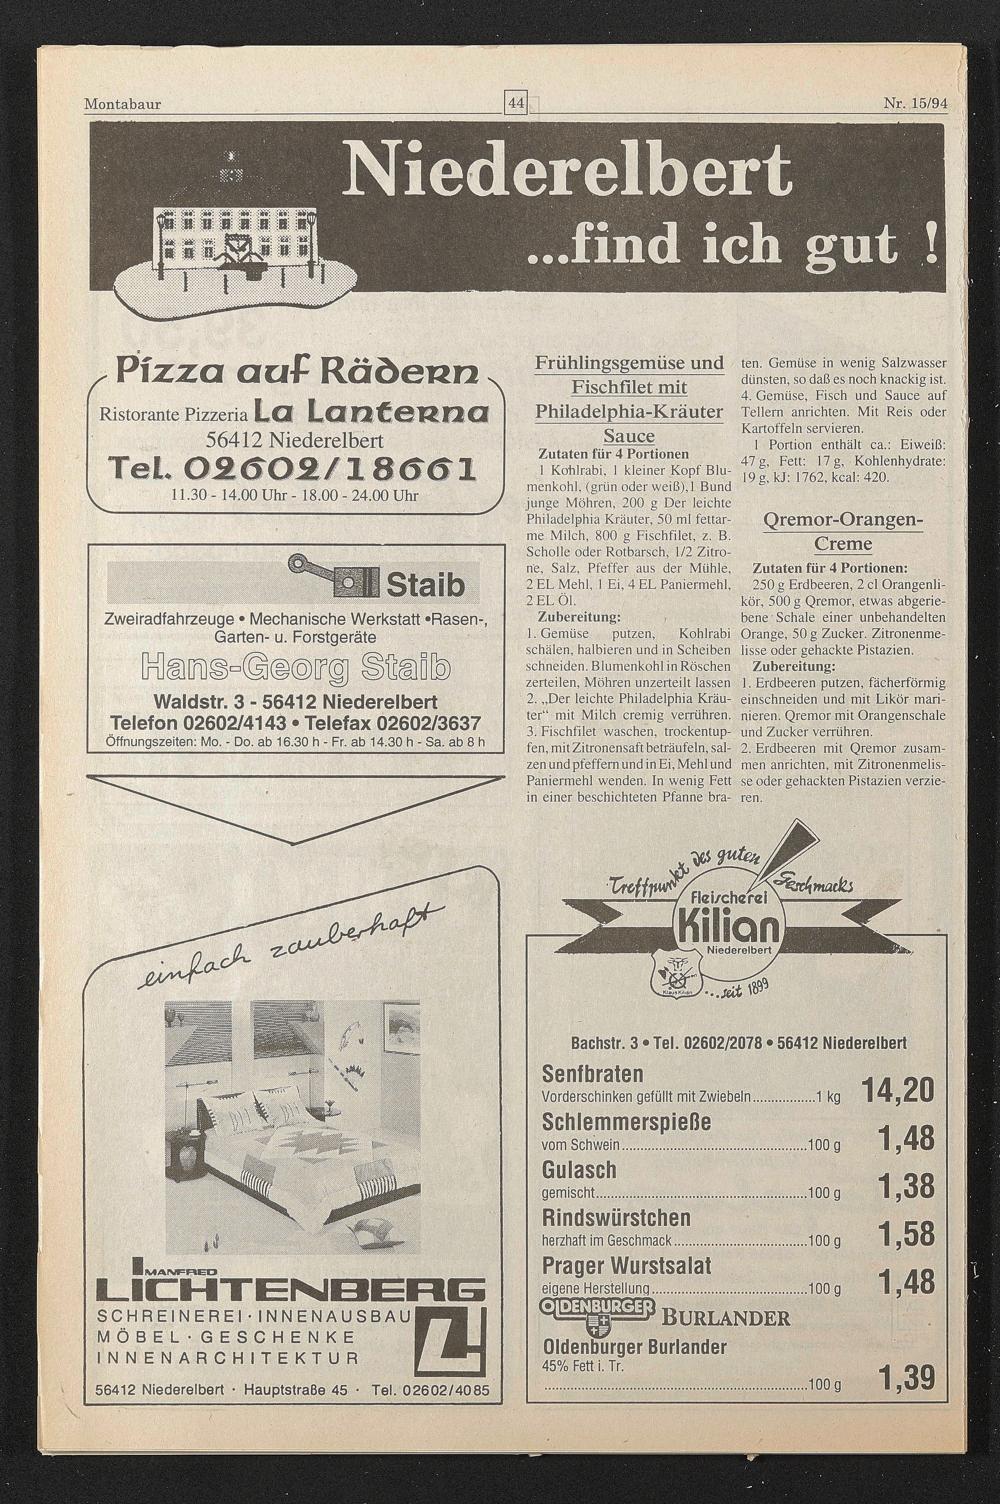 Montabaur
44
Nr. 15/94
Niederelbert
...find ich gut !
Pizza auf Rädern
Ristorante Pizzeria La Lanterna
56412 Niederelbert
Tel. 02602/18661
11.30 - 14.00 Uhr - 18.00 - 24.00 Uhr
Staib
Zweiradfahrzeuge • Mechanische Werkstatt •Rasen-,
Garten- u. Forstgeräte
Hans-Georg Staib
Waldstr. 3 - 56412 Niederelbert
Telefon 02602/4143 • Telefax 02602/3637
Öffnungszeiten: Mo. - Do. ab 16.30 h - Fr. ab 14.30 h - Sa. ab 8 h
einfach zauberhaft
MANFRED
LICHTENBERG
SCHREINEREI · INNENAUSBAU
MÖBEL · GESCHENKE
INNENARCHITEKTUR
56412 Niederelbert · Hauptstraße 45 · Tel. 02602/4085
Frühlingsgemüse und
Fischfilet mit
Philadelphia-Kräuter
Sauce
Zutaten für 4 Portionen
1 Kohlrabi, 1 kleiner Kopf Blu-
menkohl, (grün oder weiß),1 Bund
junge Möhren, 200 g Der leichte
Philadelphia Kräuter, 50 ml fettar-
me Milch, 800 g Fischfilet, z. B.
Scholle oder Rotbarsch, 1/2 Zitro-
ne, Salz, Pfeffer aus der Mühle,
2 EL Mehl, 1 Ei, 4 EL Paniermehl,
2 EL Öl.
Zubereitung:
1. Gemüse putzen, Kohlrabi
schälen, halbieren und in Scheiben
schneiden. Blumenkohl in Röschen
zerteilen, Möhren unzerteilt lassen
2. „Der leichte Philadelphia Kräu-
ter“ mit Milch cremig verrühren.
3. Fischfilet waschen, trockentup-
fen, mit Zitronensaft beträufeln, sal-
zen und pfeffern und in Ei, Mehl und
Paniermehl wenden. In wenig Fett
in einer beschichteten Pfanne bra-
ten. Gemüse in wenig Salzwasser
dünsten, so daß es noch knackig ist.
4. Gemüse, Fisch und Sauce auf
Tellern anrichten. Mit Reis oder
Kartoffeln servieren.
1 Portion enthält ca.: Eiweiß:
47 g, Fett: 17 g, Kohlenhydrate:
19 g, kJ: 1762, kcal: 420.
Qremor-Orangen-
Creme
Zutaten für 4 Portionen:
250 g Erdbeeren, 2 cl Orangenli-
kör, 500 g Qremor, etwas abgerie-
bene Schale einer unbehandelten
Orange, 50 g Zucker. Zitronenme-
lisse oder gehackte Pistazien.
Zubereitung:
1. Erdbeeren putzen, fächerförmig
einschneiden und mit Likör mari-
nieren. Qremor mit Orangenschale
und Zucker verrühren.
2. Erdbeeren mit Qremor zusam-
men anrichten, mit Zitronenmelis-
se oder gehackten Pistazien verzie-
ren.
Treffpunkt des guten Geschmacks
Fleischerei
Kilian
Niederelbert
Klaus Kilian
...seit 1899
Bachstr. 3 • Tel. 02602/2078 • 56412 Niederelbert
Senfbraten
Vorderschinken gefüllt mit Zwiebeln................1 kg 14,20
Schlemmerspieße
vom Schwein................................................100 g 1,48
Gulasch
gemischt.......................................................100 g 1,38
Rindswürstchen
herzhaft im Geschmack...................................100 g 1,58
Prager Wurstsalat
eigene Herstellung.........................................100 g 1,48
OLDENBURGER BURLANDER
Oldenburger Burlander
45% Fett i. Tr.
....................................................................100 g 1,39